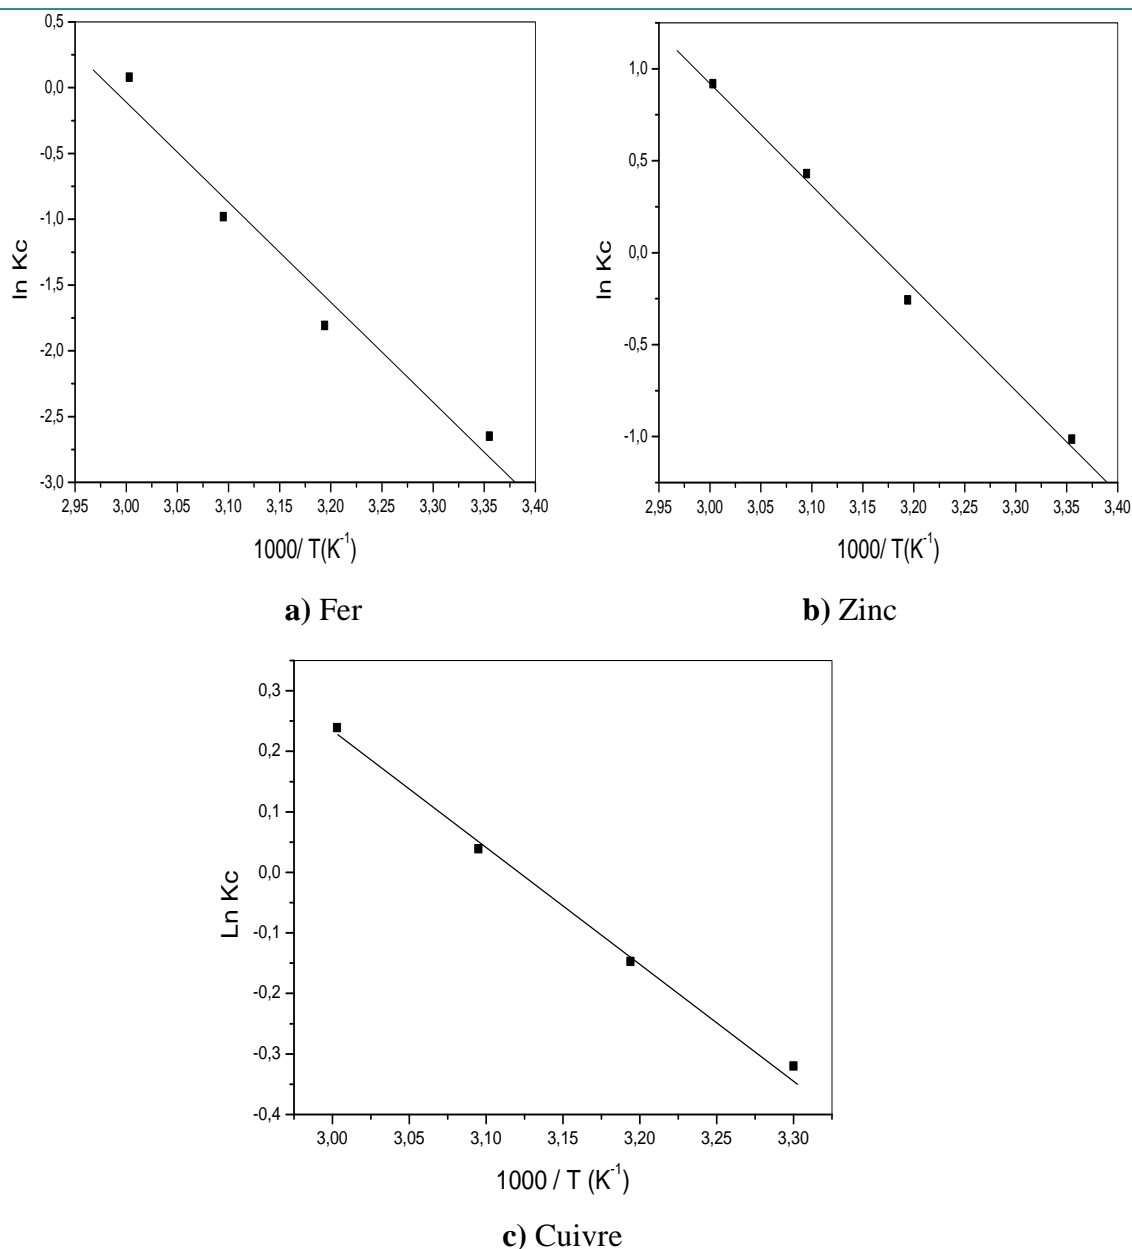 0,5
0,0
-0,5
-1,0
-1,5
-2,0
-2,5
-3,0
ln Kc
2,95 3,00 3,05 3,10 3,15 3,20 3,25 3,30 3,35 3,40
1000/ T(K-1)
a) Fer
1,0
0,5
0,0
-0,5
-1,0
ln Kc
2,95 3,00 3,05 3,10 3,15 3,20 3,25 3,30 3,35 3,40
1000/ T(K-1)
b) Zinc
0,3
0,2
0,1
0,0
-0,1
-0,2
-0,3
-0,4
Ln Kc
3,00 3,05 3,10 3,15 3,20 3,25 3,30
1000 / T (K-1)
c) Cuivre